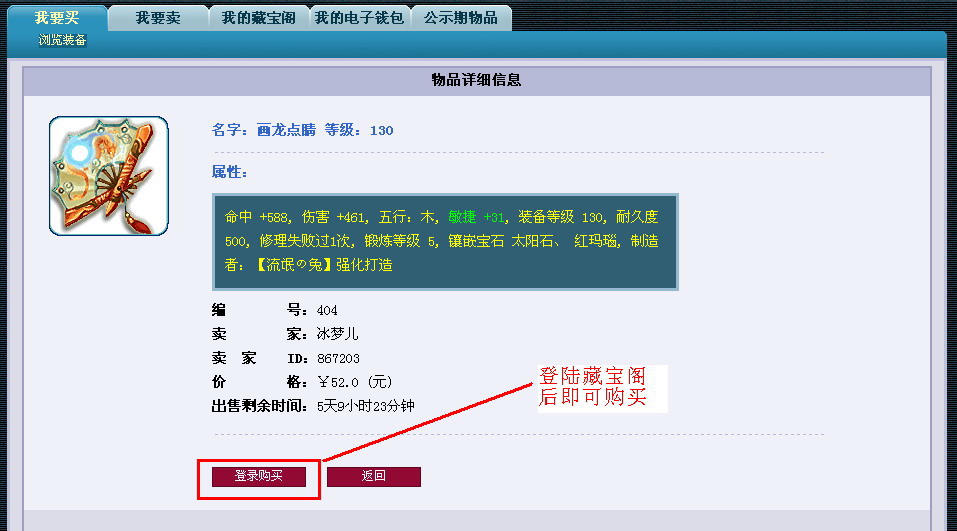 我要买 我要卖 我的藏宝阁 我的电子钱包 公示期物品
浏览装备
物品详细信息
名字：画龙点睛 等级：130
属性：
命中 +588, 伤害 +461, 五行：木, 敏捷 +31, 装备等级 130, 耐久度
500, 修理失败过1次, 锻炼等级 5, 镶嵌宝石 太阳石、 红玛瑙, 制造
者：【流氓の兔】强化打造
编 号：404
卖 家：冰梦儿
卖 家 ID：867203
价 格：￥52.0 (元)
出售剩余时间：5天9小时23分钟
登陆藏宝阁
后即可购买
登录购买 返回